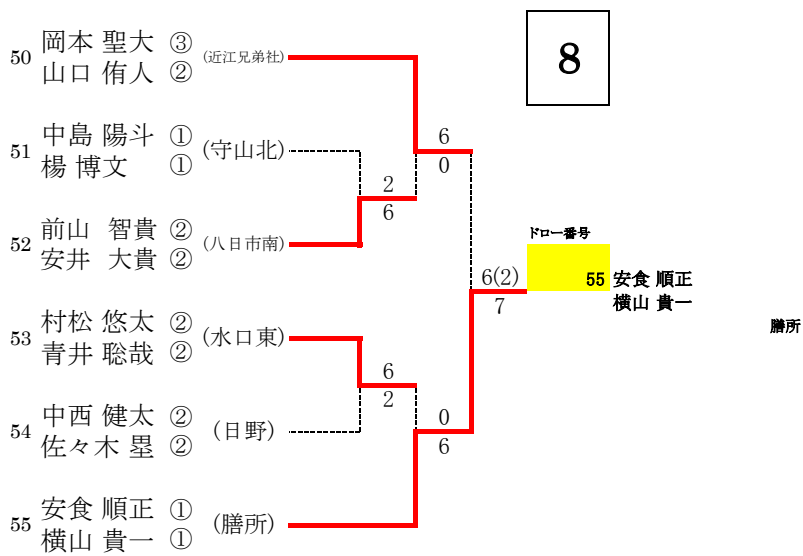 8
50 岡本 聖大 ③ (近江兄弟社)
山口 侑人 ②
51 中島 陽斗 ① (守山北)
楊 博文 ①
6
0
2
6
52 前山 智貴 ② (八日市南)
安井 大貴 ②
ドロー番号
6(2)
7
55 安食 順正
横山 貴一
膳所
53 村松 悠太 ② (水口東)
青井 聡哉 ②
6
2
54 中西 健太 ② (日野)
佐々木 塁 ②
0
6
55 安食 順正 ① (膳所)
横山 貴一 ①